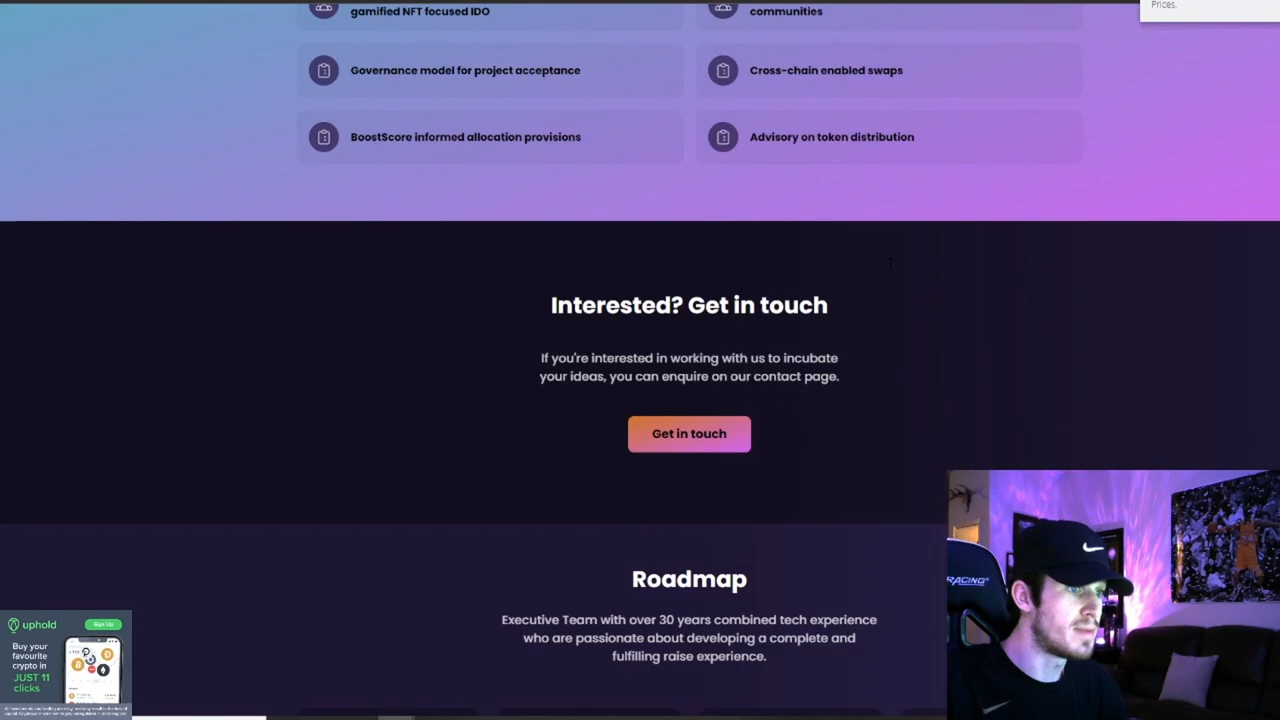 Prices.
gamified NFT focused IDO
communities
Governance model for project acceptance
Cross-chain enabled swaps
BoostScore informed allocation provisions
Advisory on token distribution
Interested? Get in touch
If you're interested in working with us to incubate
your ideas, you can enquire on our contact page.
Get in touch
Roadmap
Executive Team with over 30 years combined tech experience
who are passionate about developing a complete and
fulfilling raise experience.
uphold
Sign Up
Buy your
favourite
crypto in
JUST 11
clicks
RACING